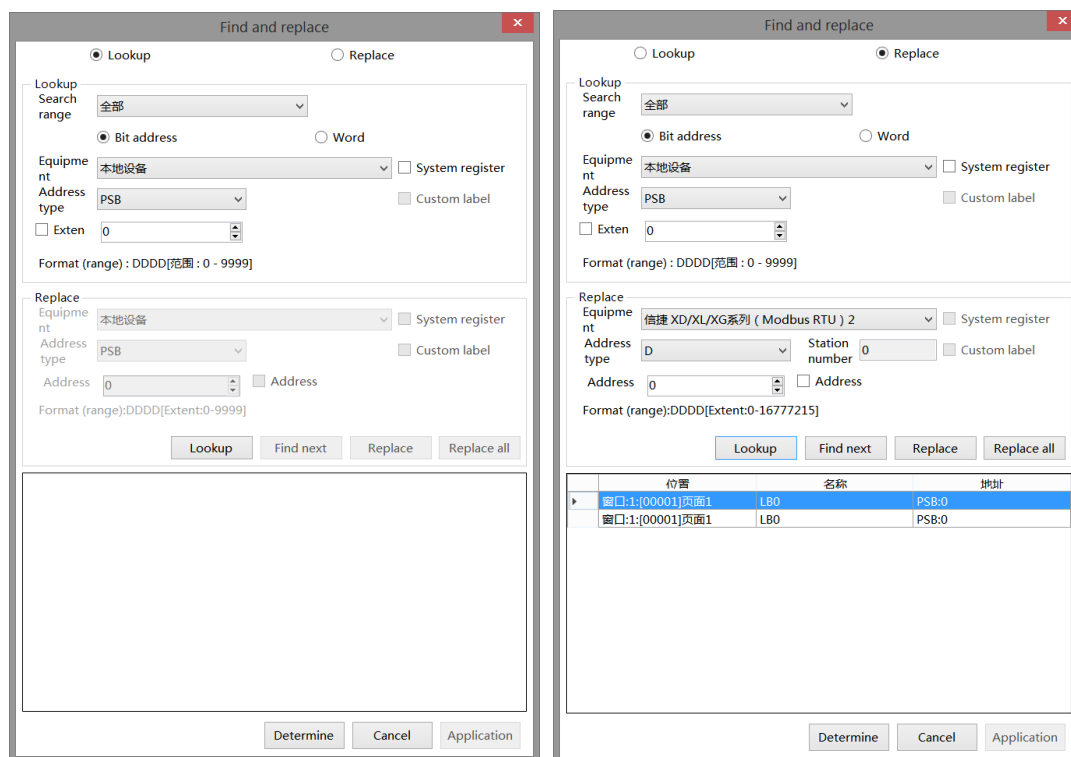 Find and replace
Lookup Replace
Lookup
Search range 全部
Bit address Word
Equipme nt 本地设备 System register
Address type PSB Custom label
Exten 0
Format (range) : DDDD[范围 : 0 - 9999]
Replace
Equipme nt 本地设备 System register
Address type PSB Custom label
Address 0 Address
Format (range):DDDD[Extent:0-9999]
Lookup Find next Replace Replace all
Determine Cancel Application
Find and replace
Lookup Replace
Lookup
Search range 全部
Bit address Word
Equipme nt 本地设备 System register
Address type PSB Custom label
Exten 0
Format (range) : DDDD[范围 : 0 - 9999]
Replace
Equipme nt 信捷 XD/XL/XG系列（Modbus RTU）2 System register
Address type D Station number 0 Custom label
Address 0 Address
Format (range):DDDD[Extent:0-16777215]
Lookup Find next Replace Replace all
位置 名称 地址
窗口:1:[00001]页面1 LB0 PSB:0
窗口:1:[00001]页面1 LB0 PSB:0
Determine Cancel Application